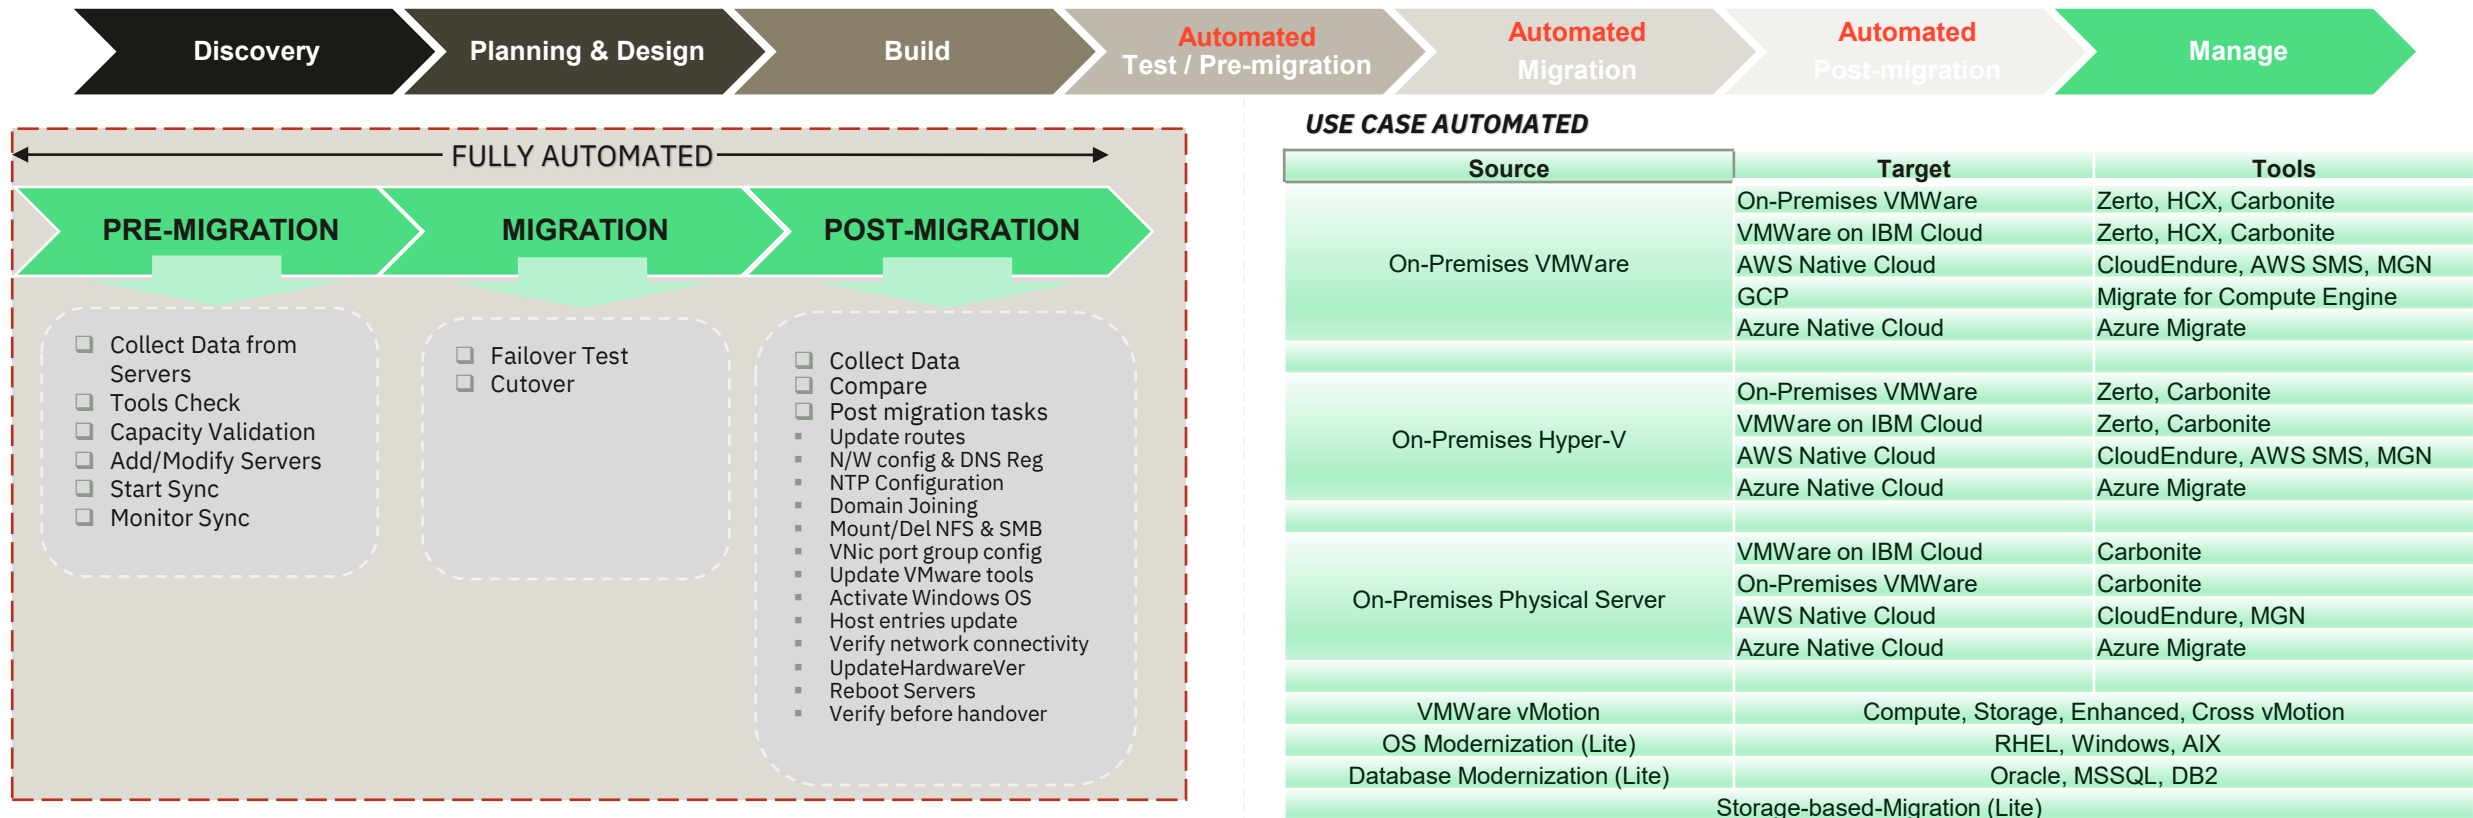 Discovery
Planning & Design
Build
Automated
Test / Pre-migration
Automated
Migration
Automated
Post-migration
Manage
FULLY AUTOMATED
PRE-MIGRATION
MIGRATION
POST-MIGRATION
Collect Data from
Servers
Tools Check
Capacity Validation
Add/Modify Servers
Start Sync
Monitor Sync
Failover Test
Cutover
Collect Data
Compare
Post migration tasks
Update routes
N/W config & DNS Reg
NTP Configuration
Domain Joining
Mount/Del NFS & SMB
VNic port group config
Update VMware tools
Activate Windows OS
Host entries update
Verify network connectivity
UpdateHardwareVer
Reboot Servers
Verify before handover
USE CASE AUTOMATED
Source Target Tools
On-Premises VMWare
On-Premises VMWare Zerto, HCX, Carbonite
VMWare on IBM Cloud Zerto, HCX, Carbonite
AWS Native Cloud CloudEndure, AWS SMS, MGN
GCP Migrate for Compute Engine
Azure Native Cloud Azure Migrate
On-Premises Hyper-V
On-Premises VMWare Zerto, Carbonite
VMWare on IBM Cloud Zerto, Carbonite
AWS Native Cloud CloudEndure, AWS SMS, MGN
Azure Native Cloud Azure Migrate
On-Premises Physical Server
VMWare on IBM Cloud Carbonite
On-Premises VMWare Carbonite
AWS Native Cloud CloudEndure, MGN
Azure Native Cloud Azure Migrate
VMWare vMotion Compute, Storage, Enhanced, Cross vMotion
OS Modernization (Lite) RHEL, Windows, AIX
Database Modernization (Lite) Oracle, MSSQL, DB2
Storage-based-Migration (Lite)